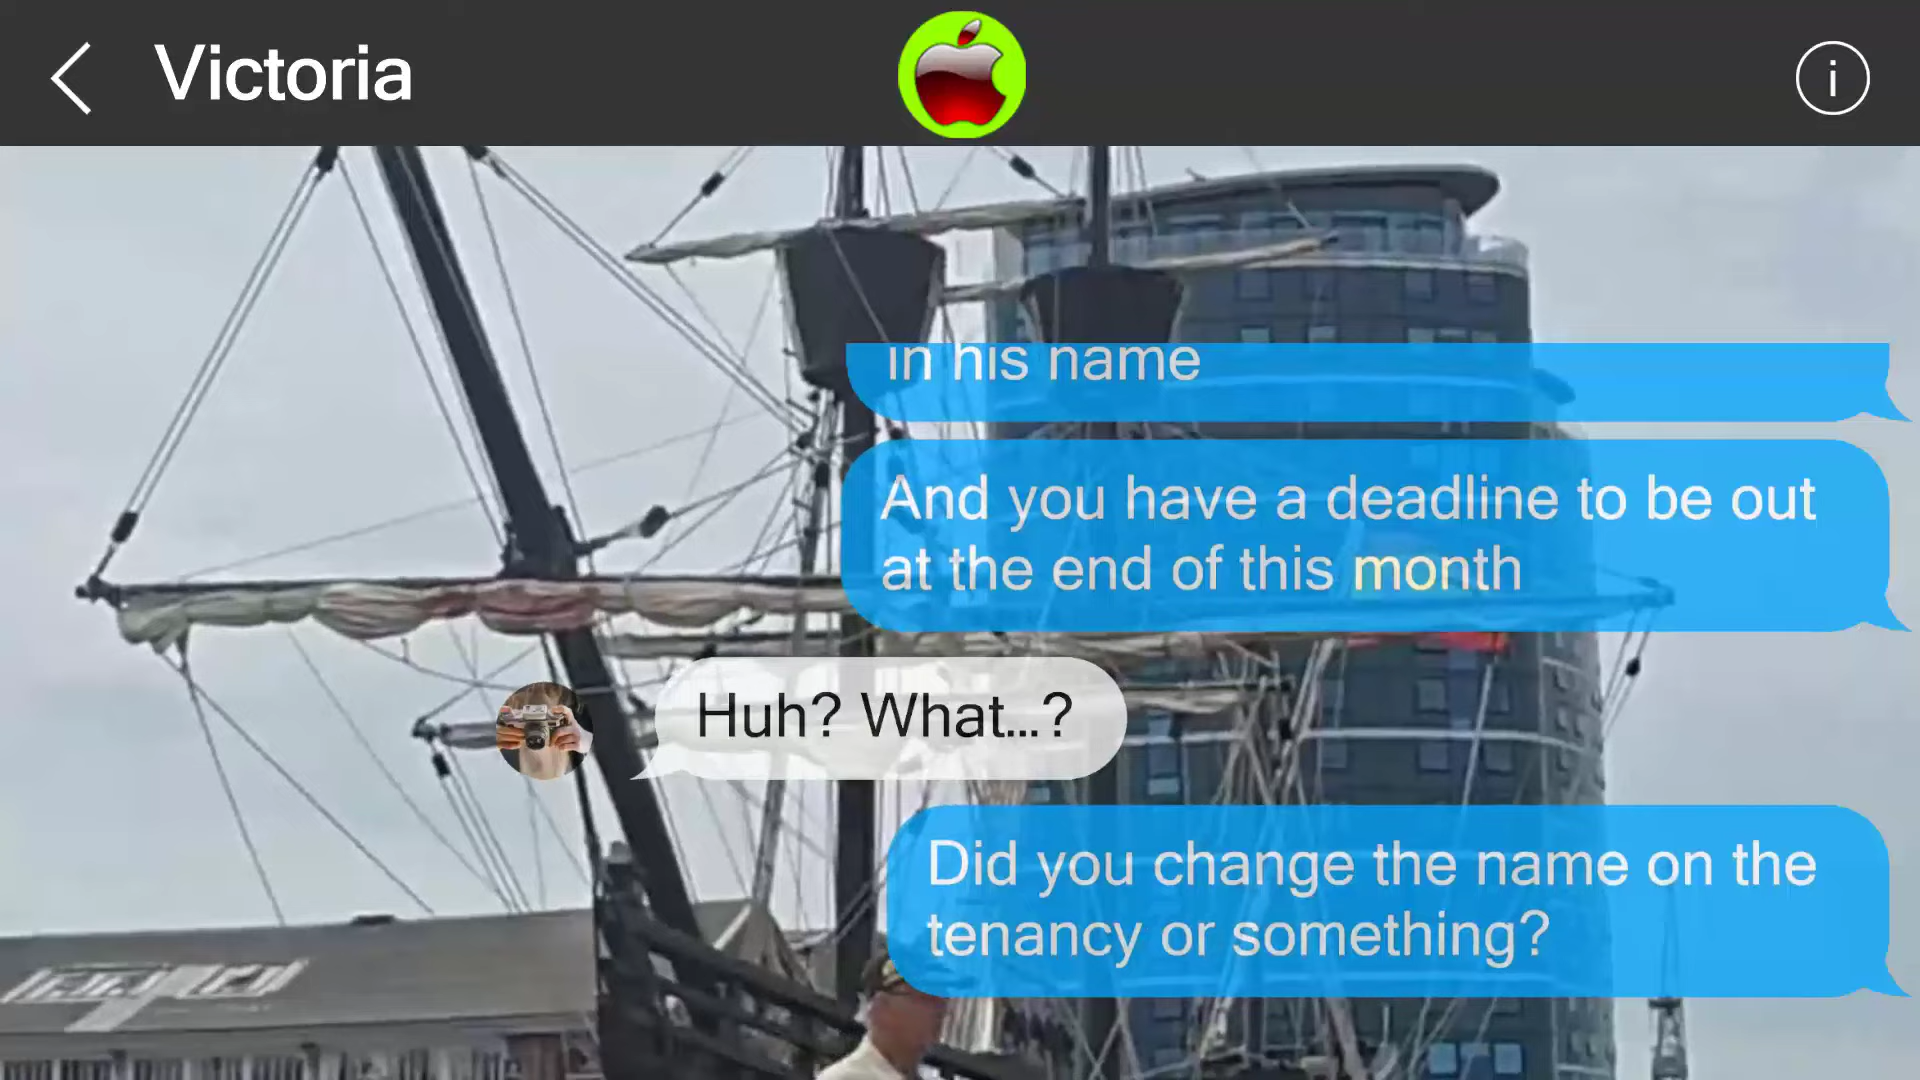 Victoria
in his name
And you have a deadline to be out
at the end of this month
Huh? What...?
Did you change the name on the
tenancy or something?